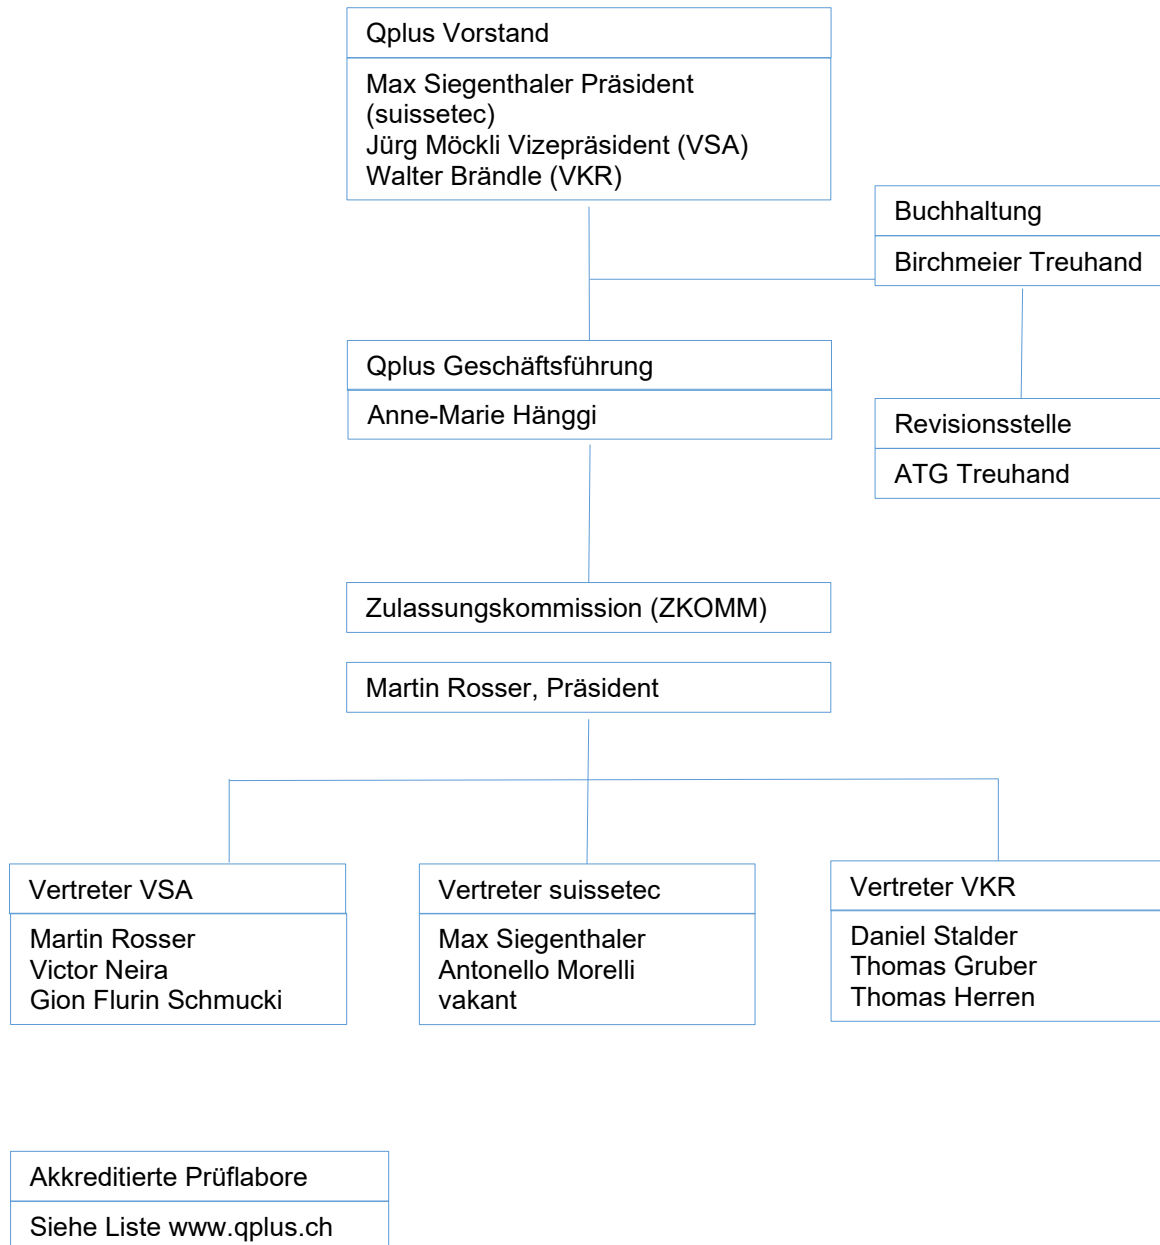 Qplus Vorstand
Max Siegenthaler Präsident
(suissetec)
Jürg Möckli Vizepräsident (VSA)
Walter Brändle (VKR)
Buchhaltung
Birchmeier Treuhand
Qplus Geschäftsführung
Anne-Marie Hänggi
Revisionsstelle
ATG Treuhand
Zulassungskommission (ZKOMM)
Martin Rosser, Präsident
Vertreter VSA
Martin Rosser
Victor Neira
Gion Flurin Schmucki
Vertreter suissetec
Max Siegenthaler
Antonello Morelli
vakant
Vertreter VKR
Daniel Stalder
Thomas Gruber
Thomas Herren
Akkreditierte Prüflabore
Siehe Liste www.qplus.ch